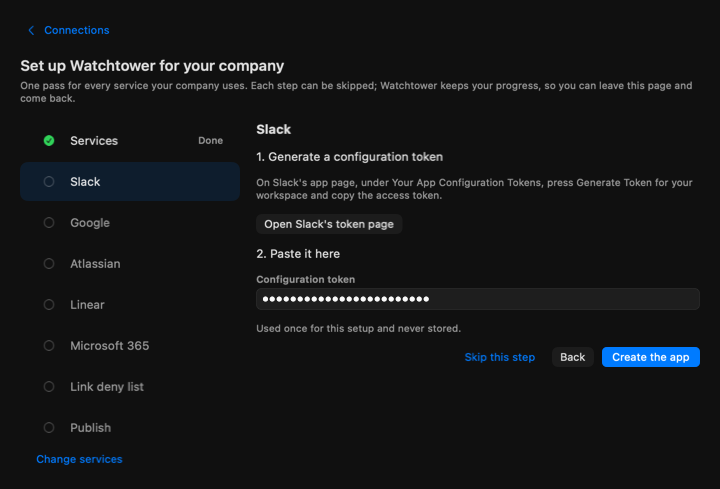 Connections
Set up Watchtower for your company
One pass for every service your company uses. Each step can be skipped; Watchtower keeps your progress, so you can leave this page and
come back.
Services
Done
Slack
Google
Atlassian
Linear
Microsoft 365
Link deny list
Publish
Change services
Slack
1. Generate a configuration token
On Slack's app page, under Your App Configuration Tokens, press Generate Token for your
workspace and copy the access token.
Open Slack's token page
2. Paste it here
Configuration token
Used once for this setup and never stored.
Skip this step
Back
Create the app